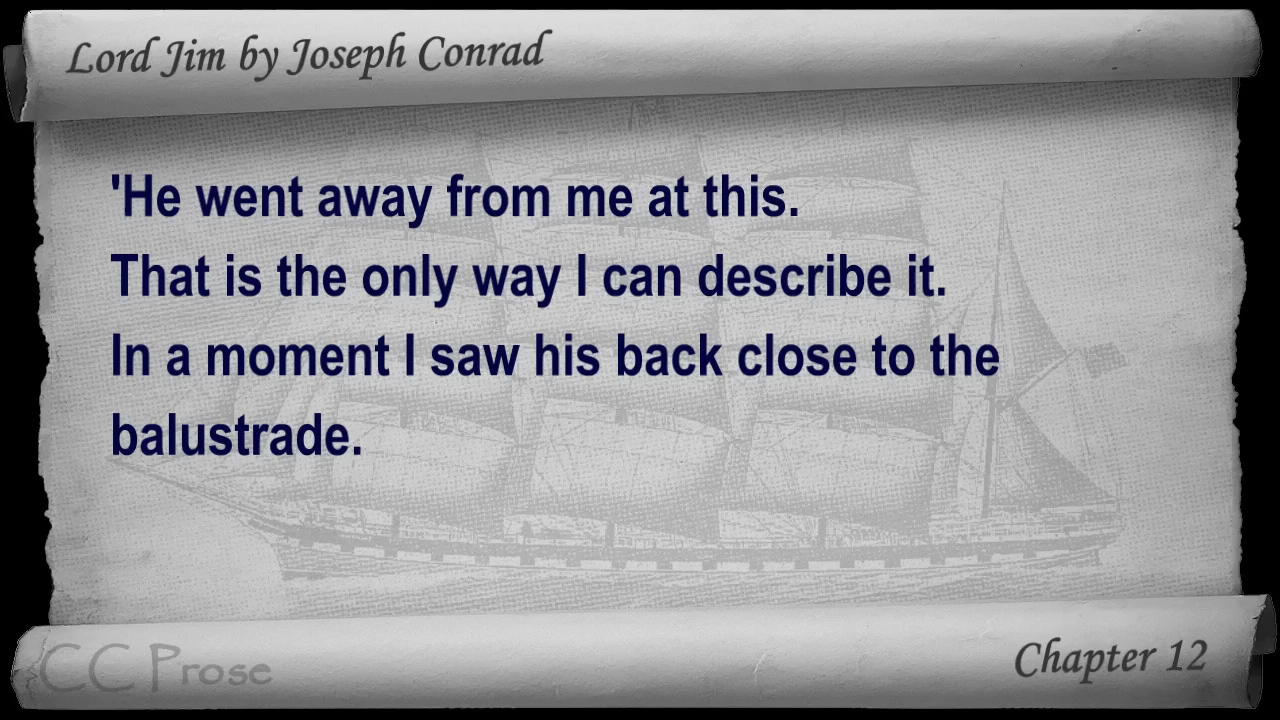 Lord Jim by Joseph Conrad
'He went away from me at this.
That is the only way I can describe it.
In a moment I saw his back close to the
balustrade.
CC Prose
Chapter 12